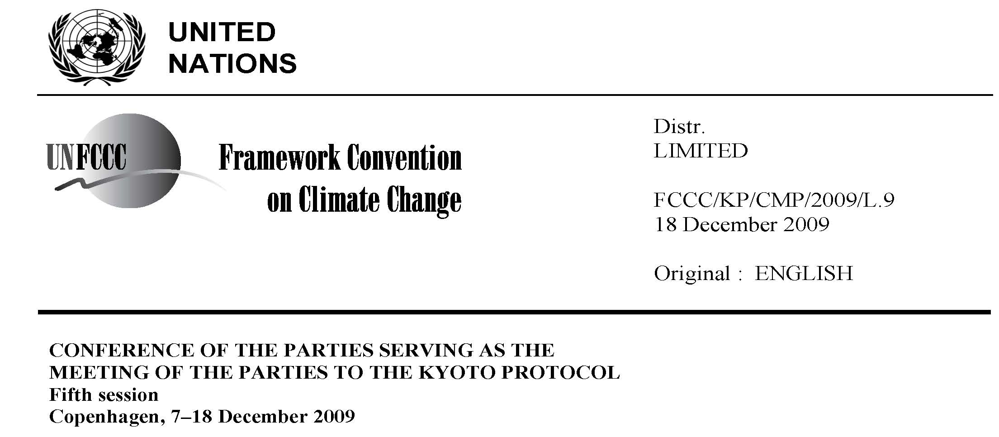 UNITED
NATIONS
UNFCCC
Framework Convention
on Climate Change
Distr.
LIMITED
FCCC/KP/CMP/2009/L.9
18 December 2009
Original :  ENGLISH
CONFERENCE OF THE PARTIES SERVING AS THE
MEETING OF THE PARTIES TO THE KYOTO PROTOCOL
Fifth session
Copenhagen, 7–18 December 2009